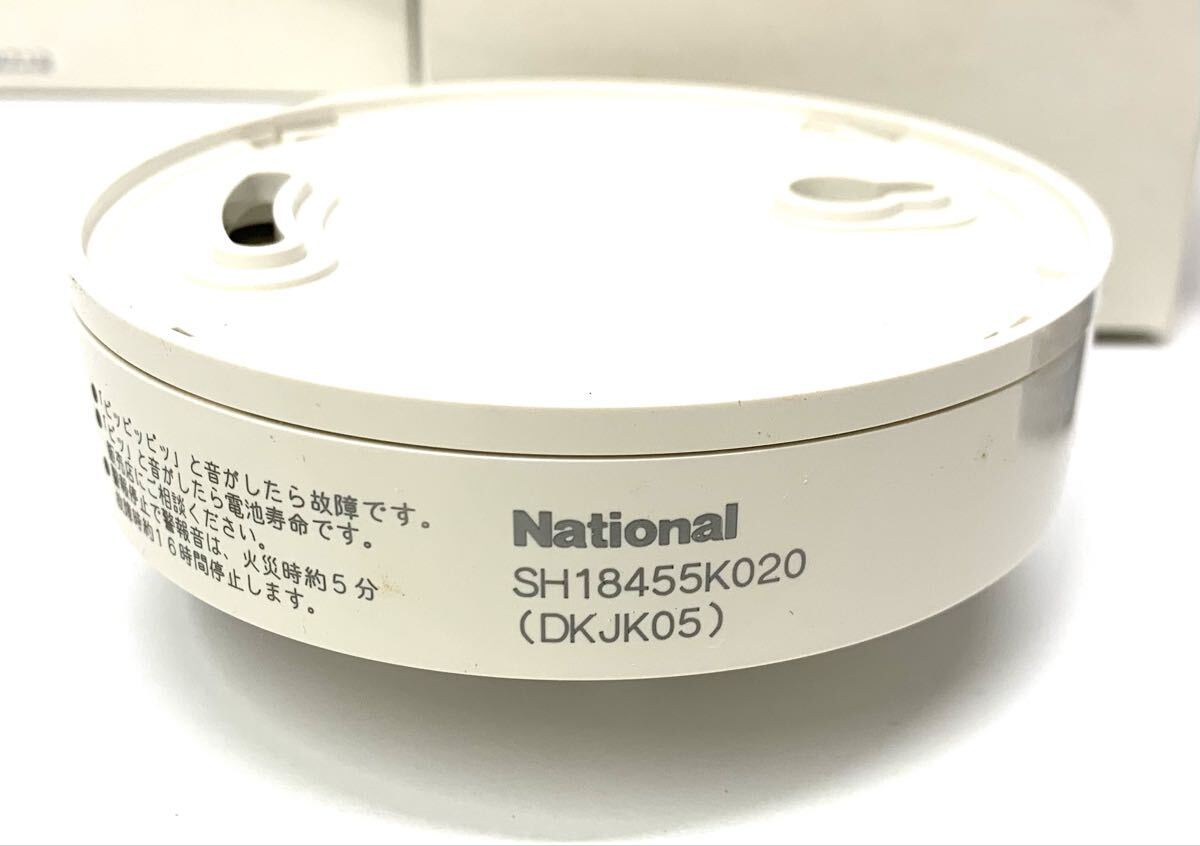 ●「ピッピッピッ」と音がしたら故障です。
●「ピッ」と音がしたら電池寿命です。
販売店にご相談ください。
●警報停止で警報音は、火災時約5分
約16時間停止します。
National
SH18455K020
(DKJK05)